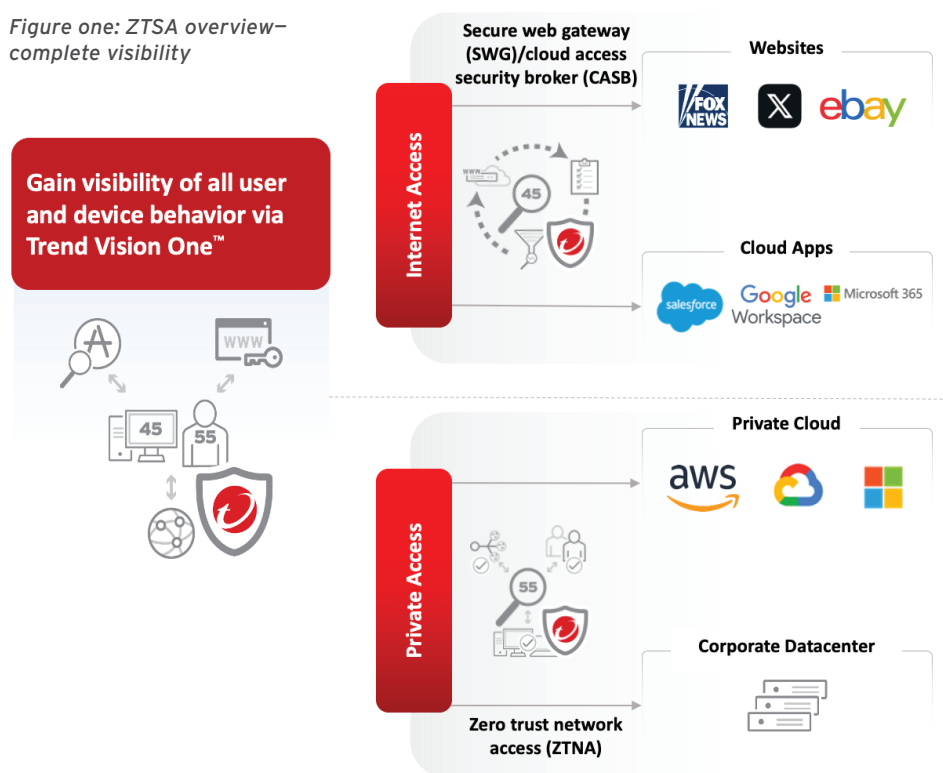 Figure one: ZTSA overview—
complete visibility
Gain visibility of all user
and device behavior via
Trend Vision One™
WWW
45
55
Internet Access
Secure web gateway
(SWG)/cloud access
security broker (CASB)
WWW
45
Websites
FOX
NEWS
X
ebay
Cloud Apps
salesforce
Google
Workspace
Microsoft 365
Private Access
55
Zero trust network
access (ZTNA)
Private Cloud
aws
Corporate Datacenter